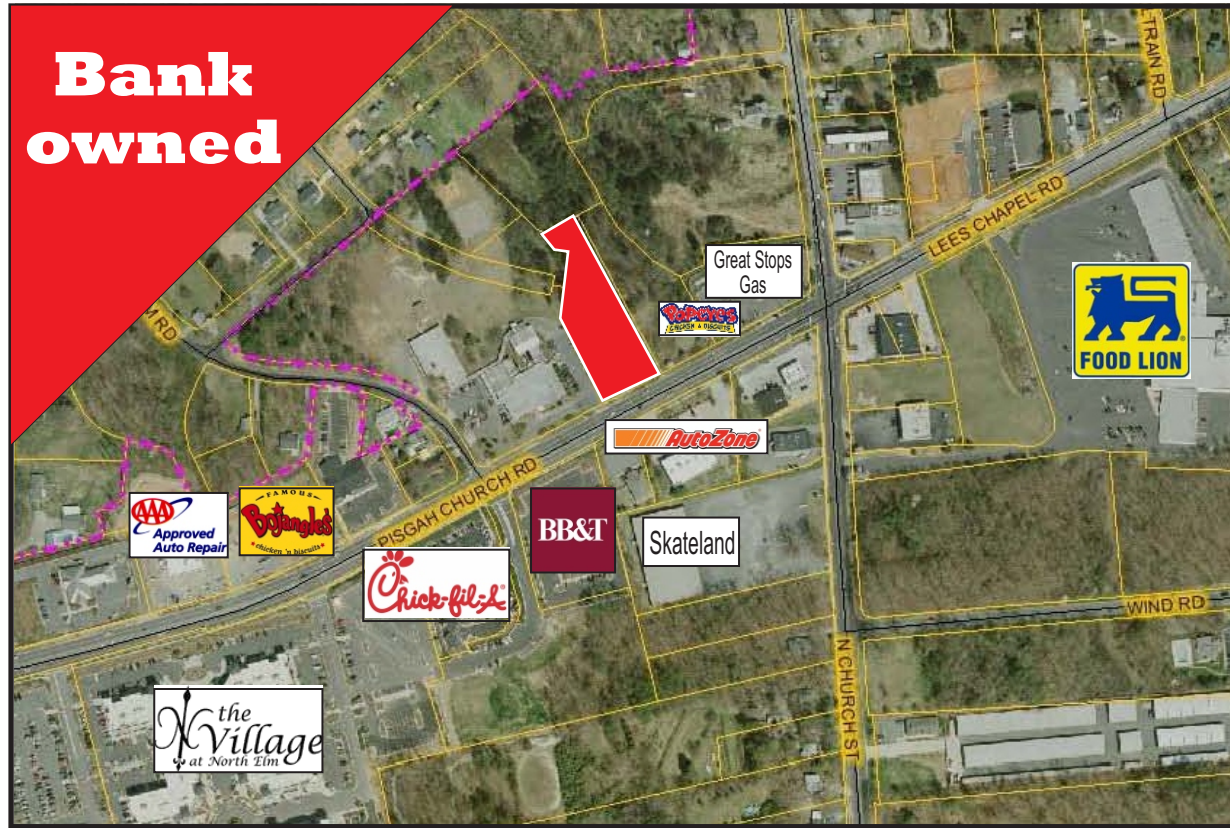 Bank
owned
TRAIN RD
LEES CHAPEL RD
Great Stops
Gas
POPEYES
CHICKEN & BISCUITS
FOOD LION
M RD
AutoZone
PISGAH CHURCH RD
AAA
Approved
Auto Repair
FAMOUS
Bojangles'
chicken 'n biscuits
BB&T
Skateland
Chick-fil-A
WIND RD
N CHURCH ST
the
Village
at North Elm